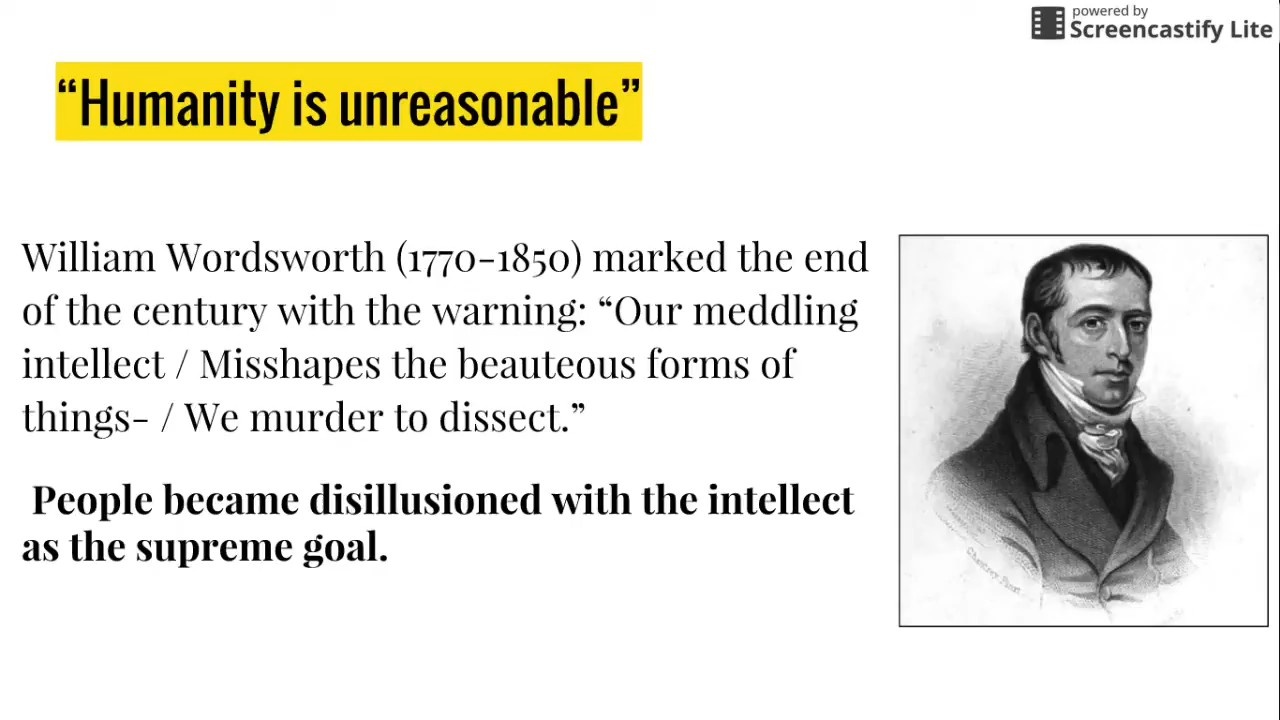 powered by
Screencastify Lite
“Humanity is unreasonable”
William Wordsworth (1770-1850) marked the end
of the century with the warning: “Our meddling
intellect / Misshapes the beauteous forms of
things- / We murder to dissect.”
People became disillusioned with the intellect
as the supreme goal.